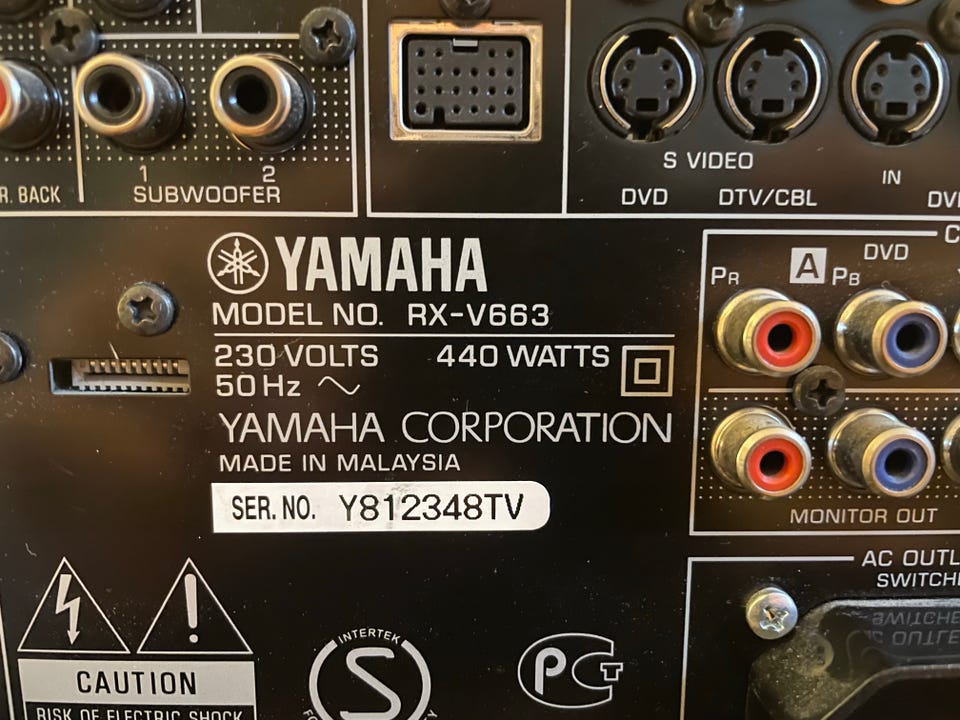 R. BACK
1 2
SUBWOOFER
S VIDEO
DVD DTV/CBL IN
YAMAHA
MODEL NO. RX-V663
230 VOLTS 440 WATTS
50 Hz
YAMAHA CORPORATION
MADE IN MALAYSIA
SER. NO. Y812348TV
DVD
PR A PB
MONITOR OUT
AC OUTL
SWITCH
CAUTION
RISK OF ELECTRIC SHOCK
INTERTEK
S
PCT